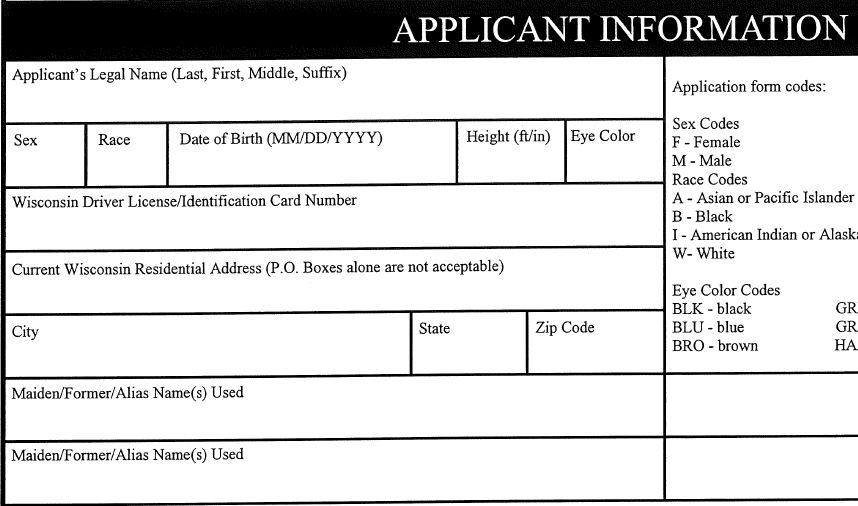 APPLICANT INFORMATION
Applicant's Legal Name (Last, First, Middle, Suffix)
Sex
Race
Date of Birth (MM/DD/YYYY)
Height (ft/in)
Eye Color
Wisconsin Driver License/Identification Card Number
Current Wisconsin Residential Address (P.O. Boxes alone are not acceptable)
City
State
Zip Code
Maiden/Former/Alias Name(s) Used
Maiden/Former/Alias Name(s) Used
Application form codes:
Sex Codes
F - Female
M - Male
Race Codes
A - Asian or Pacific Islander
B - Black
I - American Indian or Alaska
W- White
Eye Color Codes
BLK - black GR
BLU - blue GR
BRO - brown HA